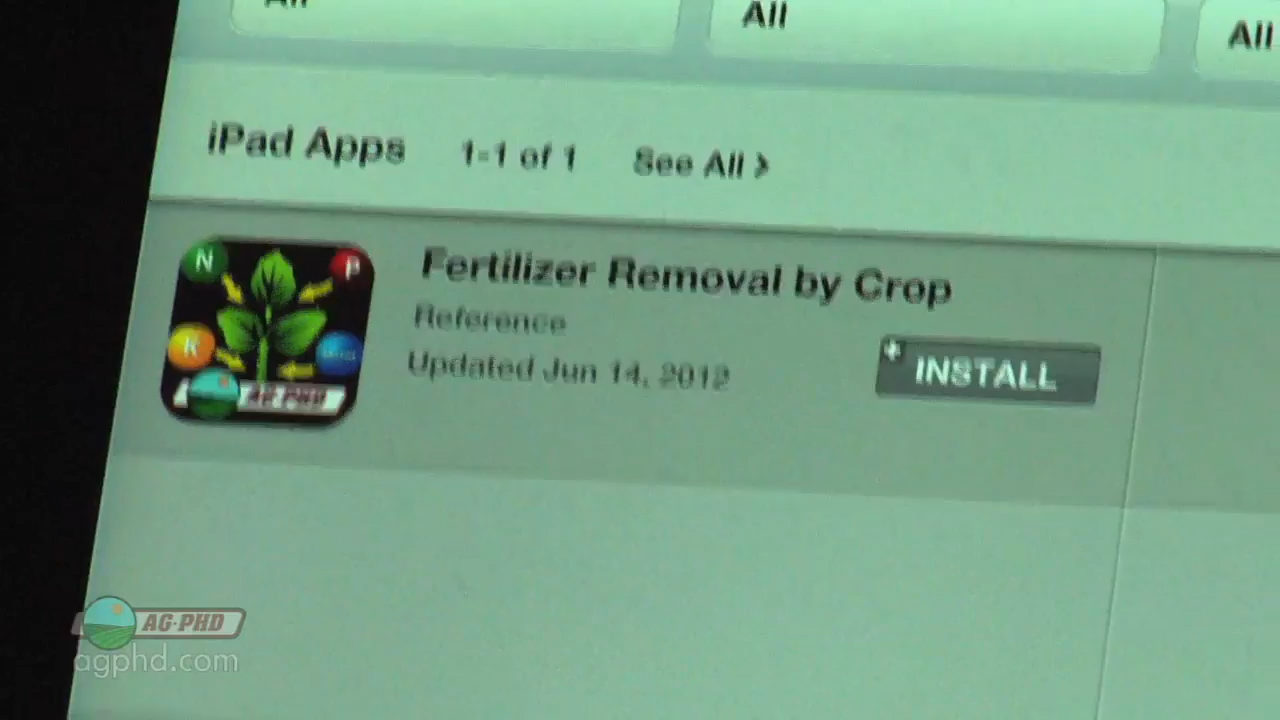 All
All
All
iPad Apps 1-1 of 1 See All >
N
P
K
AG PHD
Fertilizer Removal by Crop
Reference
Updated Jun 14, 2012
INSTALL
AG·PHD
agphd.com